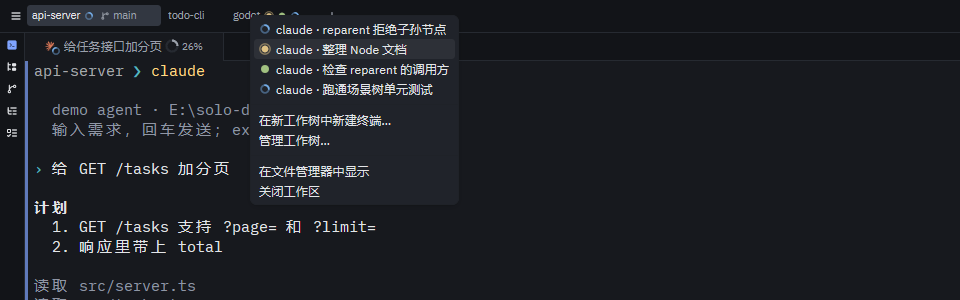 api-server main todo-cli godot
给任务接口加分页 26%
api-server ❯ claude
demo agent · E:\solo-d
输入需求, 回车发送; ex
› 给 GET /tasks 加分页
计划
1. GET /tasks 支持 ?page= 和 ?limit=
2. 响应里带上 total
读取 src/server.ts
claude · reparent 拒绝子孙节点
claude · 整理 Node 文档
claude · 检查 reparent 的调用方
claude · 跑通场景树单元测试
在新工作树中新建终端...
管理工作树...
在文件管理器中显示
关闭工作区